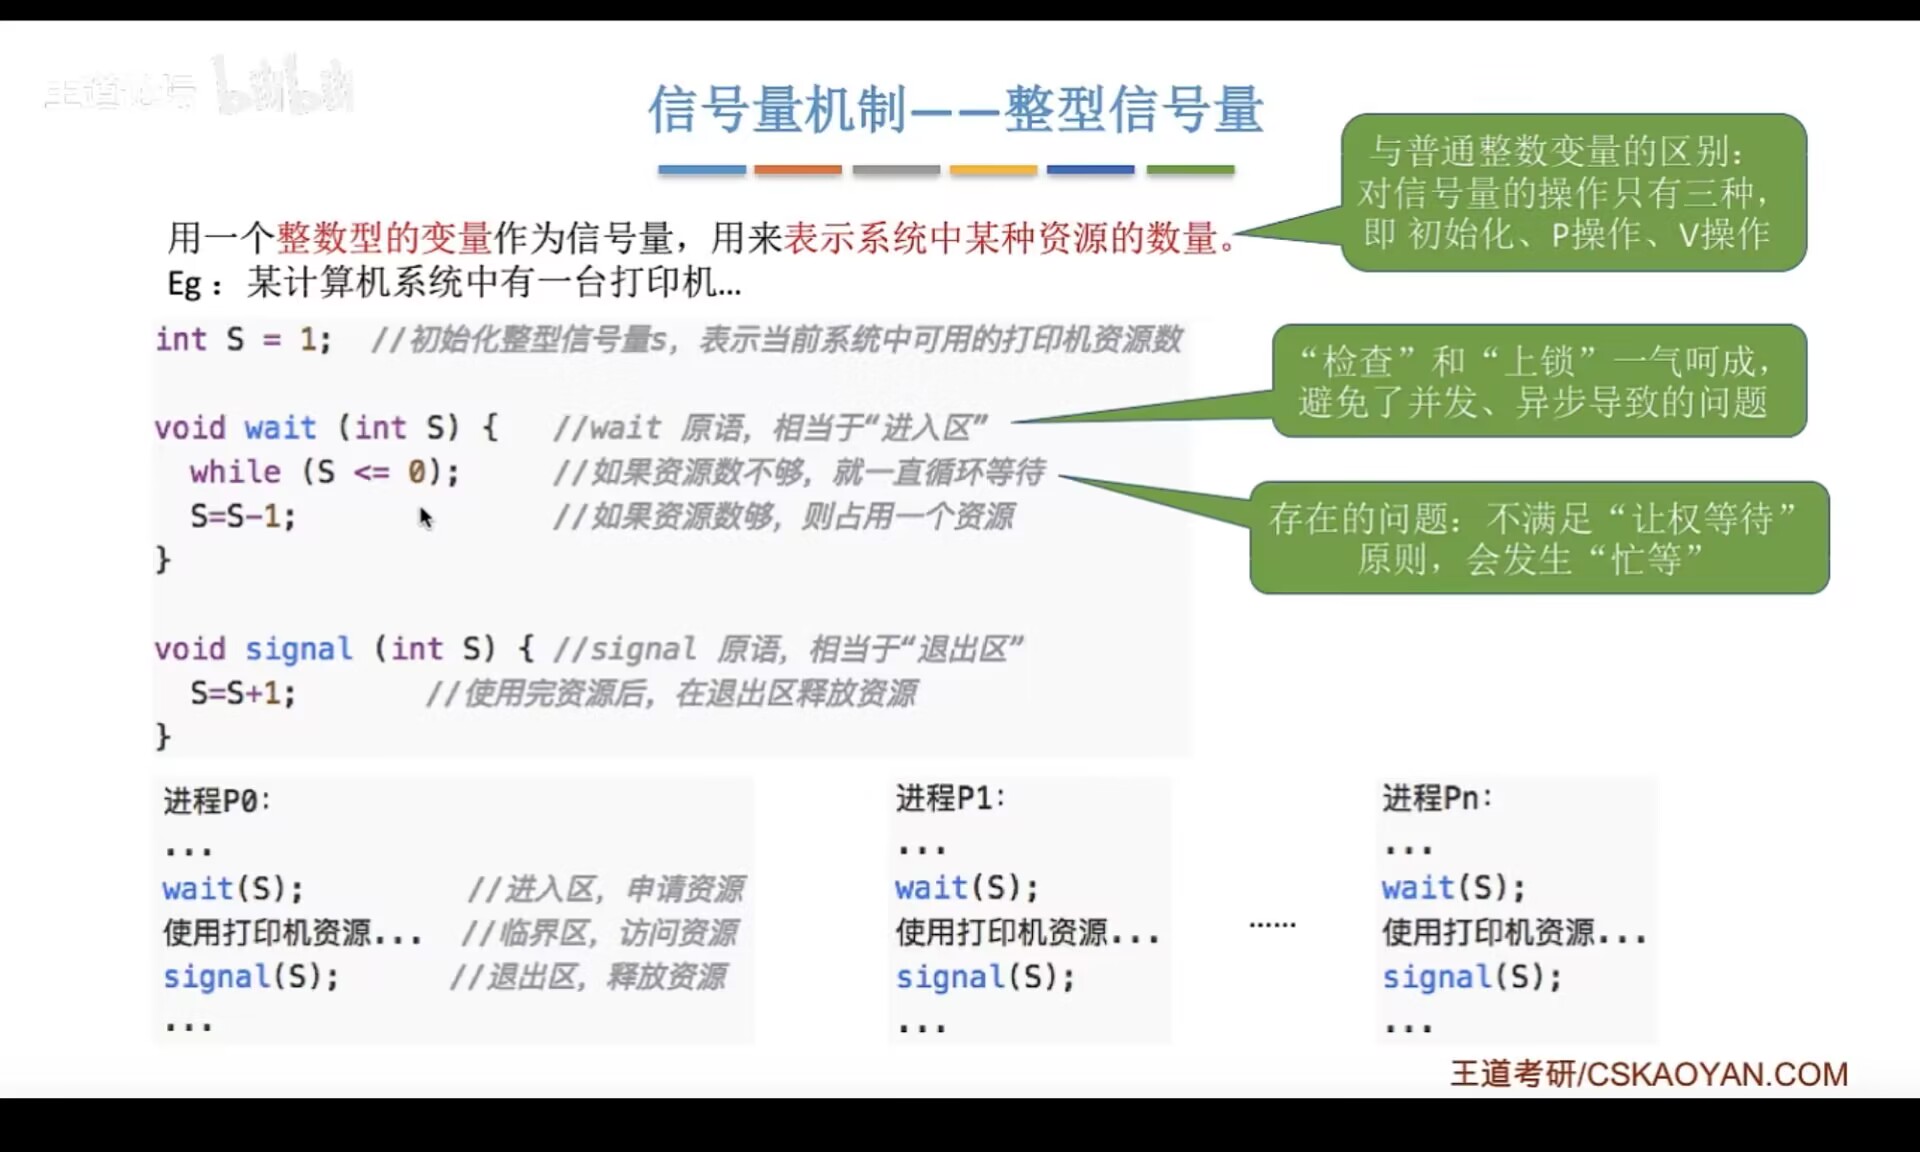 王道论坛 bilibili
信号量机制——整型信号量
与普通整数变量的区别：
对信号量的操作只有三种，
即 初始化、P操作、V操作
用一个整数型的变量作为信号量，用来表示系统中某种资源的数量。
Eg：某计算机系统中有一台打印机...
int S = 1;  //初始化整型信号量s，表示当前系统中可用的打印机资源数
“检查”和“上锁”一气呵成，
避免了并发、异步导致的问题
void wait (int S) {   //wait 原语，相当于“进入区”
while (S <= 0);     //如果资源数不够，就一直循环等待
S=S-1;              //如果资源数够，则占用一个资源
}
存在的问题：不满足“让权等待”
原则，会发生“忙等”
void signal (int S) { //signal 原语，相当于“退出区”
S=S+1;       //使用完资源后，在退出区释放资源
}
进程P0：
...
wait(S);         //进入区，申请资源
使用打印机资源...  //临界区，访问资源
signal(S);      //退出区，释放资源
...
进程P1：
...
wait(S);
使用打印机资源...
signal(S);
...
......
进程Pn：
...
wait(S);
使用打印机资源...
signal(S);
...
王道考研/CSKAOYAN.COM